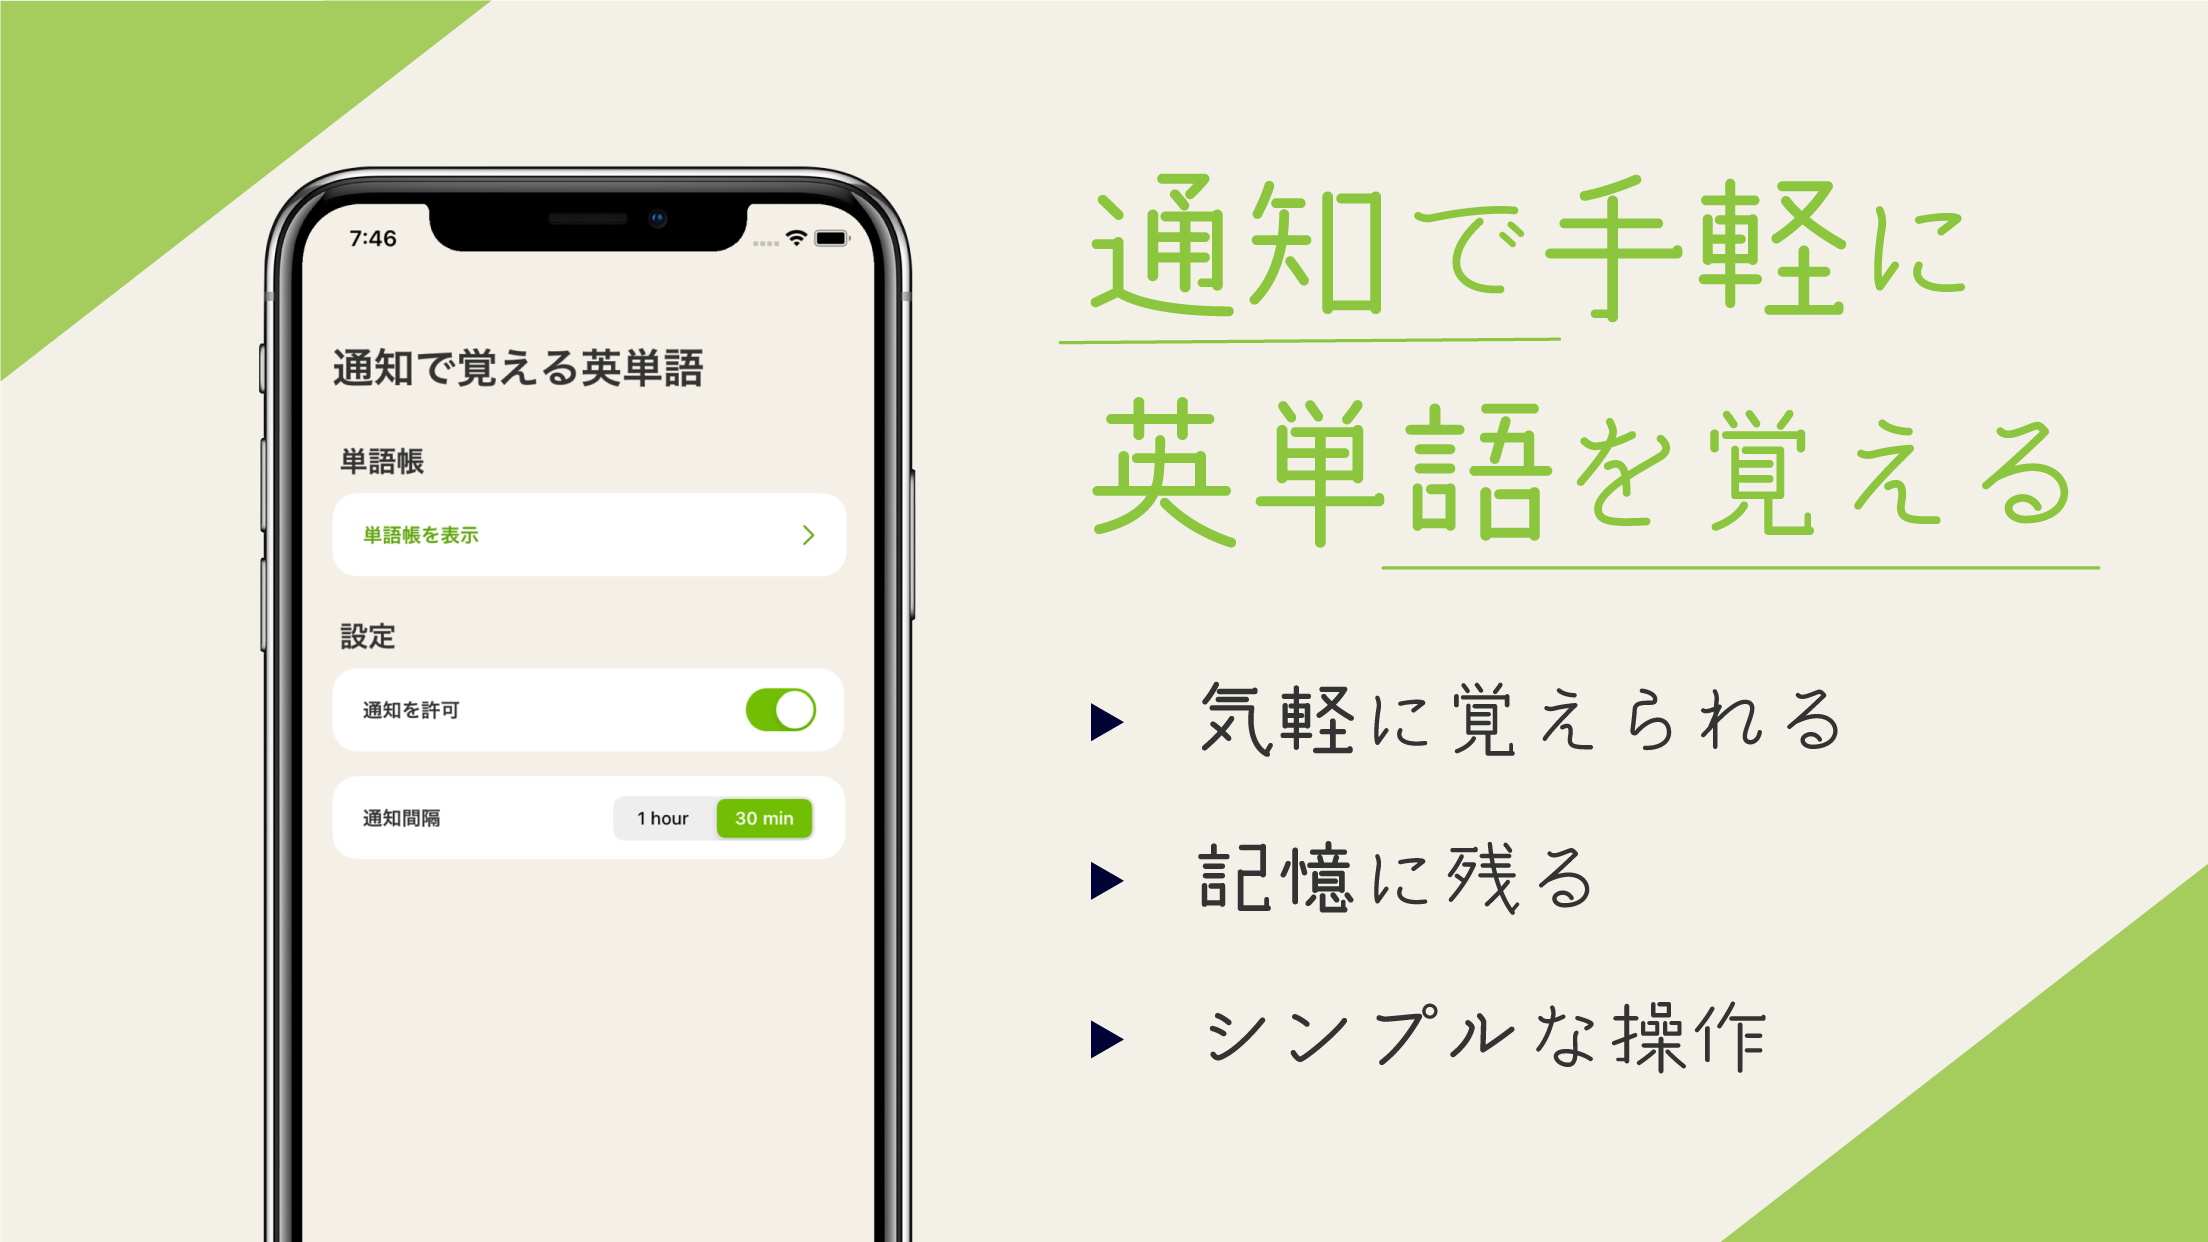 7:46
通知で覚える英単語
単語帳
単語帳を表示
設定
通知を許可
通知間隔
1 hour
30 min
通知で手軽に
英単語を覚える
気軽に覚えられる
記憶に残る
シンプルな操作